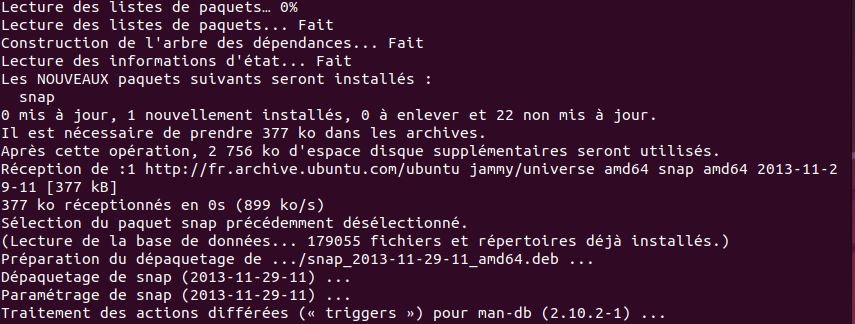 Lecture des listes de paquets… 0%
Lecture des listes de paquets... Fait
Construction de l'arbre des dépendances... Fait
Lecture des informations d'état... Fait
Les NOUVEAUX paquets suivants seront installés :
  snap
0 mis à jour, 1 nouvellement installés, 0 à enlever et 22 non mis à jour.
Il est nécessaire de prendre 377 ko dans les archives.
Après cette opération, 2 756 ko d'espace disque supplémentaires seront utilisés.
Réception de :1 http://fr.archive.ubuntu.com/ubuntu jammy/universe amd64 snap amd64 2013-11-2
9-11 [377 kB]
377 ko réceptionnés en 0s (899 ko/s)
Sélection du paquet snap précédemment désélectionné.
(Lecture de la base de données... 179055 fichiers et répertoires déjà installés.)
Préparation du dépaquetage de .../snap_2013-11-29-11_amd64.deb ...
Dépaquetage de snap (2013-11-29-11) ...
Paramétrage de snap (2013-11-29-11) ...
Traitement des actions différées (« triggers ») pour man-db (2.10.2-1) ...